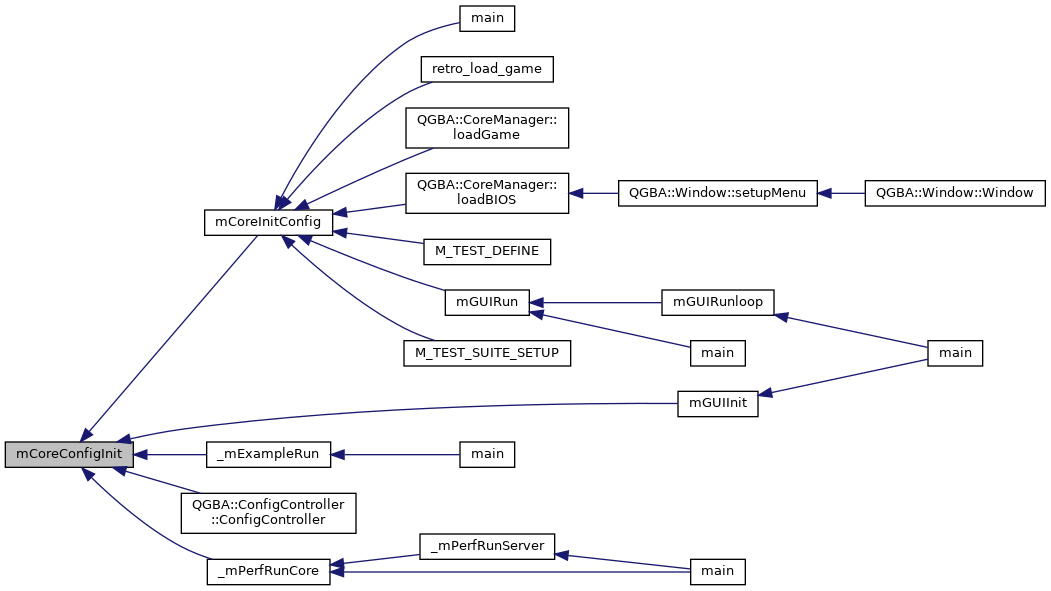 main
retro_load_game
QGBA::CoreManager::
loadGame
QGBA::CoreManager::
loadBIOS
QGBA::Window::setupMenu
QGBA::Window::Window
mCoreInitConfig
M_TEST_DEFINE
mGUIRun
mGUIRunloop
M_TEST_SUITE_SETUP
main
main
mGUIInit
mCoreConfigInit
_mExampleRun
main
QGBA::ConfigController
::ConfigController
_mPerfRunServer
_mPerfRunCore
main